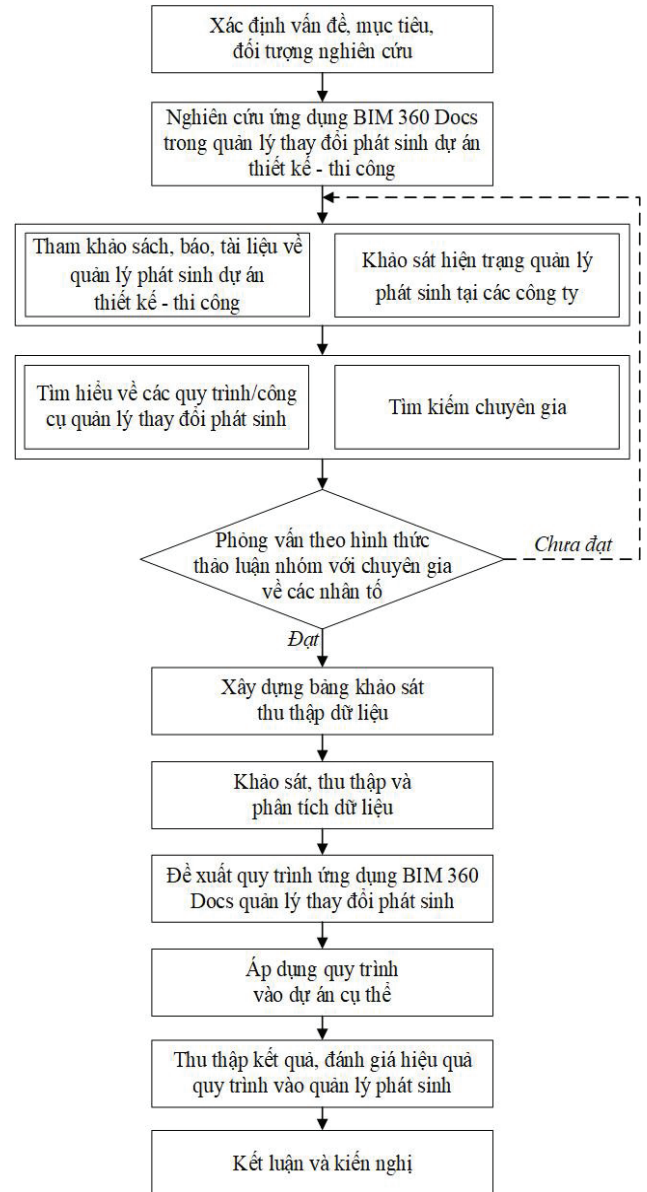 Xác định vấn đề, mục tiêu,
đối tượng nghiên cứu
Nghiên cứu ứng dụng BIM 360 Docs
trong quản lý thay đổi phát sinh dự án
thiết kế - thi công
Tham khảo sách, báo, tài liệu về
quản lý phát sinh dự án
thiết kế - thi công
Khảo sát hiện trạng quản lý
phát sinh tại các công ty
Tìm hiểu về các quy trình/công
cụ quản lý thay đổi phát sinh
Tìm kiếm chuyên gia
Phỏng vấn theo hình thức
thảo luận nhóm với chuyên gia
về các nhân tố
Chưa đạt
Đạt
Xây dựng bảng khảo sát
thu thập dữ liệu
Khảo sát, thu thập và
phân tích dữ liệu
Đề xuất quy trình ứng dụng BIM 360
Docs quản lý thay đổi phát sinh
Áp dụng quy trình
vào dự án cụ thể
Thu thập kết quả, đánh giá hiệu quả
quy trình vào quản lý phát sinh
Kết luận và kiến nghị